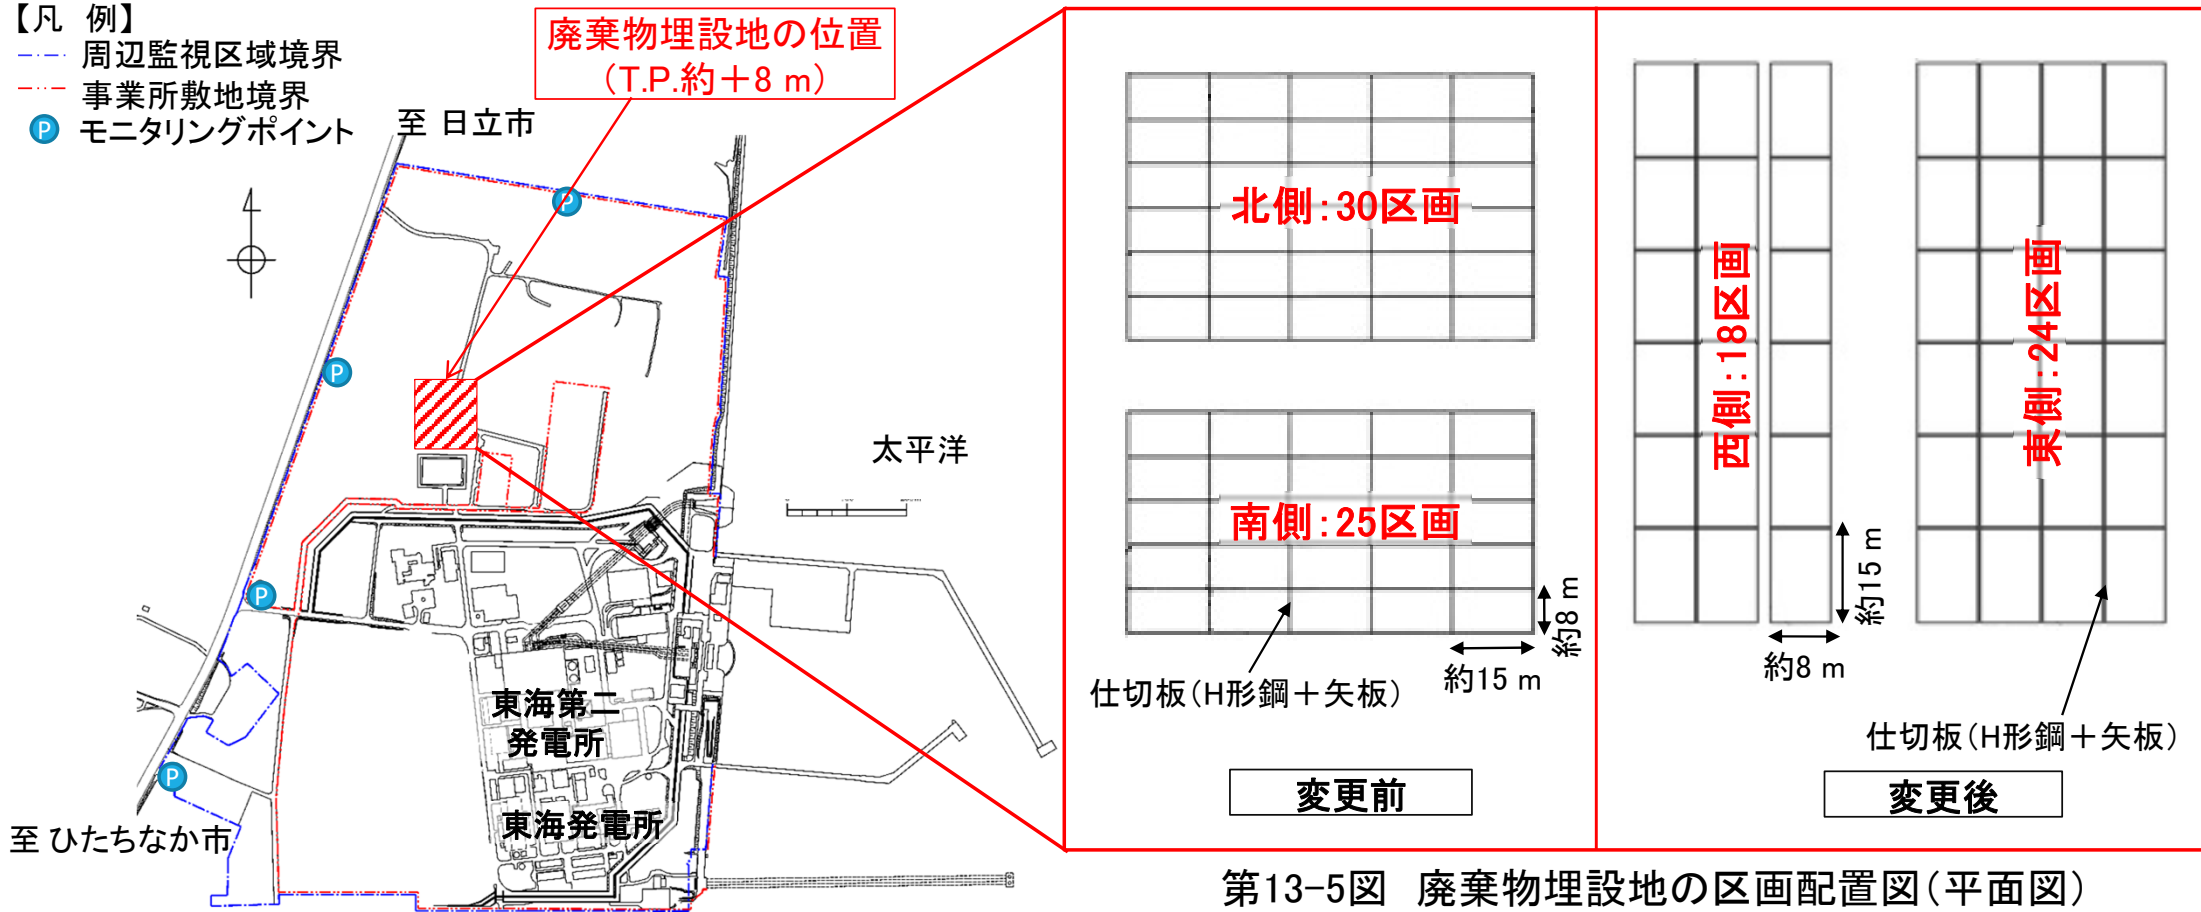 【凡 例】
周辺監視区域境界
事業所敷地境界
P モニタリングポイント
廃棄物埋設地の位置
(T.P.約＋8 m)
至 日立市
P
P
P
P
太平洋
東海第二
発電所
東海発電所
至 ひたちなか市
北側：30区画
南側：25区画
約8 m
約15 m
仕切板（H形鋼＋矢板）
変更前
西側：18区画
東側：24区画
約15 m
約8 m
仕切板（H形鋼＋矢板）
変更後
第13-5図 廃棄物埋設地の区画配置図（平面図）